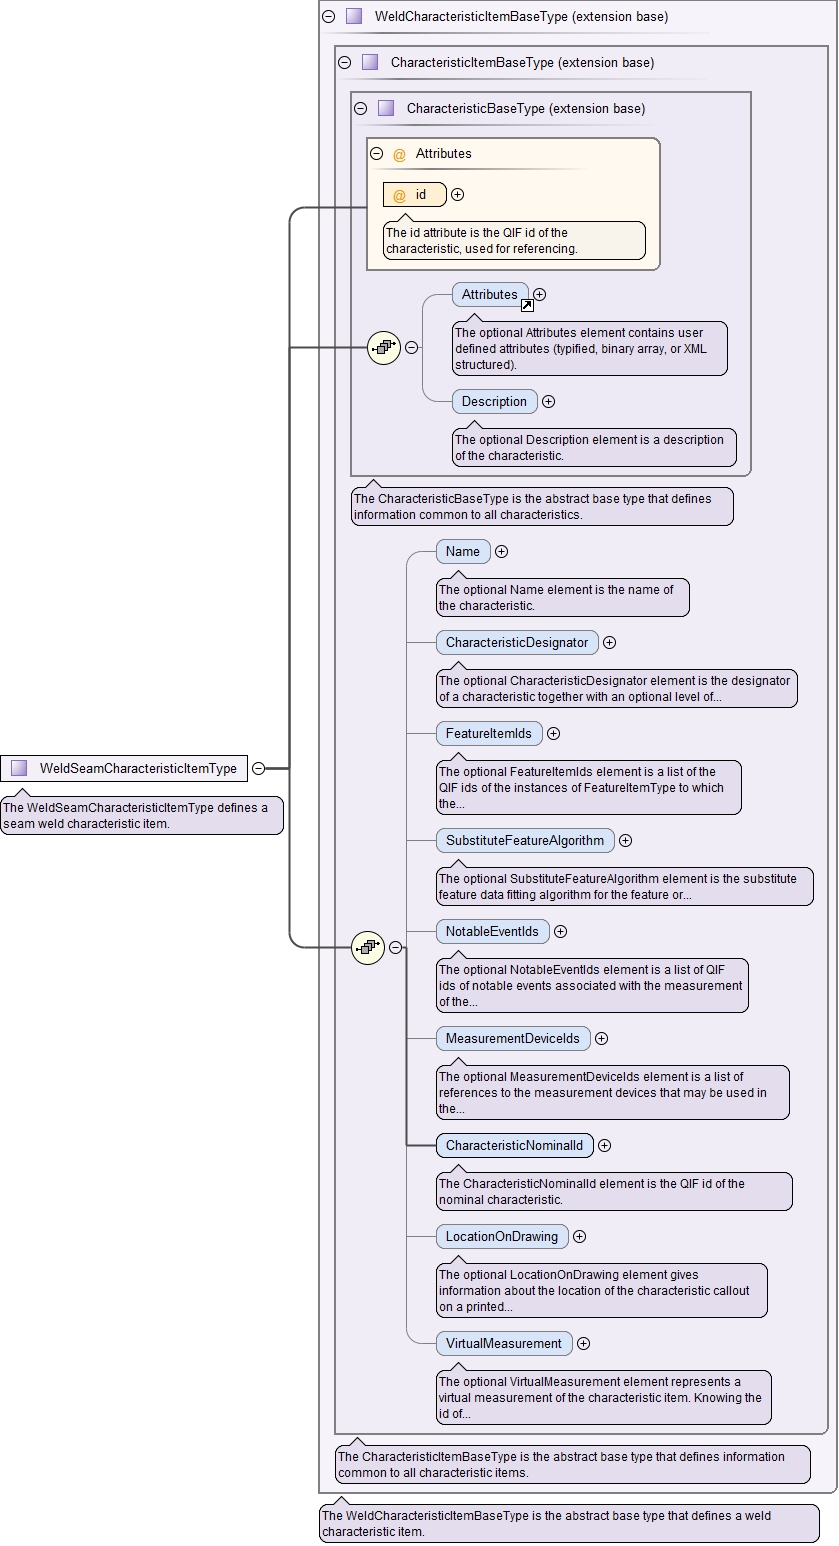 WeldCharacteristicItemBaseType (extension base)
CharacteristicItemBaseType (extension base)
CharacteristicBaseType (extension base)
@ Attributes
@ id
The id attribute is the QIF id of the
characteristic, used for referencing.
Attributes
The optional Attributes element contains user
defined attributes (typified, binary array, or XML
structured).
Description
The optional Description element is a description
of the characteristic.
The CharacteristicBaseType is the abstract base type that defines
information common to all characteristics.
Name
The optional Name element is the name of
the characteristic.
CharacteristicDesignator
The optional CharacteristicDesignator element is the designator
of a characteristic together with an optional level of...
FeatureItemIds
The optional FeatureItemIds element is a list of the
QIF ids of the instances of FeatureItemType to which
the...
WeldSeamCharacteristicItemType
The WeldSeamCharacteristicItemType defines a
seam weld characteristic item.
SubstituteFeatureAlgorithm
The optional SubstituteFeatureAlgorithm element is the substitute
feature data fitting algorithm for the feature or...
NotableEventIds
The optional NotableEventIds element is a list of QIF
ids of notable events associated with the measurement
of the...
MeasurementDeviceIds
The optional MeasurementDeviceIds element is a list of
references to the measurement devices that may be used in
the...
CharacteristicNominalId
The CharacteristicNominalId element is the QIF id of the
nominal characteristic.
LocationOnDrawing
The optional LocationOnDrawing element gives
information about the location of the characteristic callout
on a printed...
VirtualMeasurement
The optional VirtualMeasurement element represents a
virtual measurement of the characteristic item. Knowing the
id of...
The CharacteristicItemBaseType is the abstract base type that defines information
common to all characteristic items.
The WeldCharacteristicItemBaseType is the abstract base type that defines a weld
characteristic item.